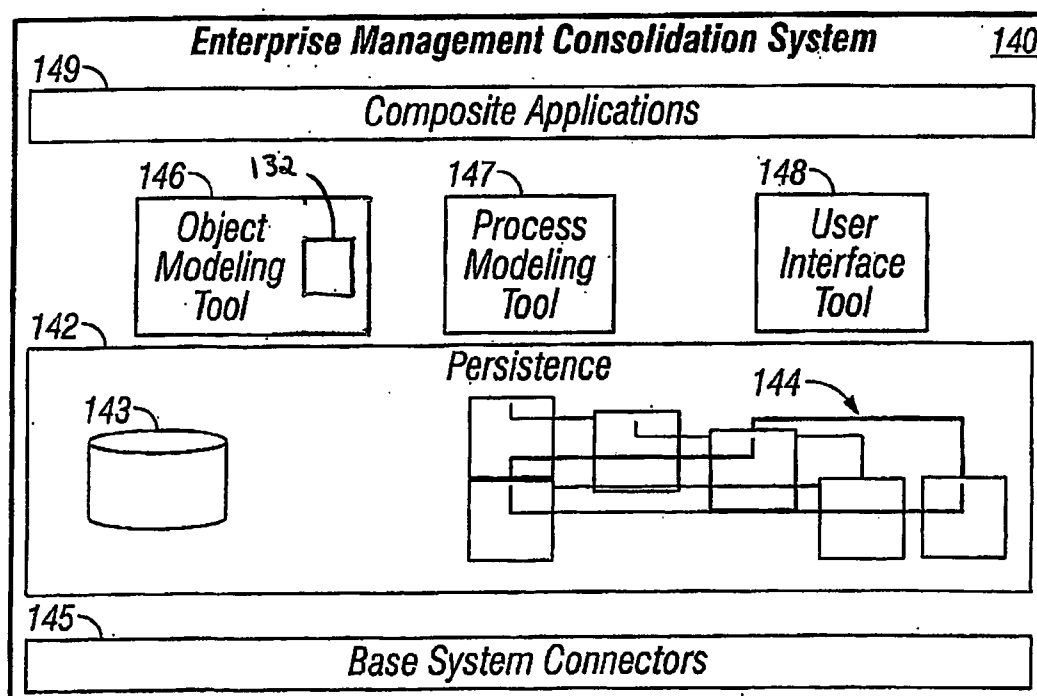 Enterprise Management Consolidation System 140
149
Composite Applications
146 132 147 148
Object Modeling Tool
Process Modeling Tool
User Interface Tool
142
Persistence
143 144
145
Base System Connectors